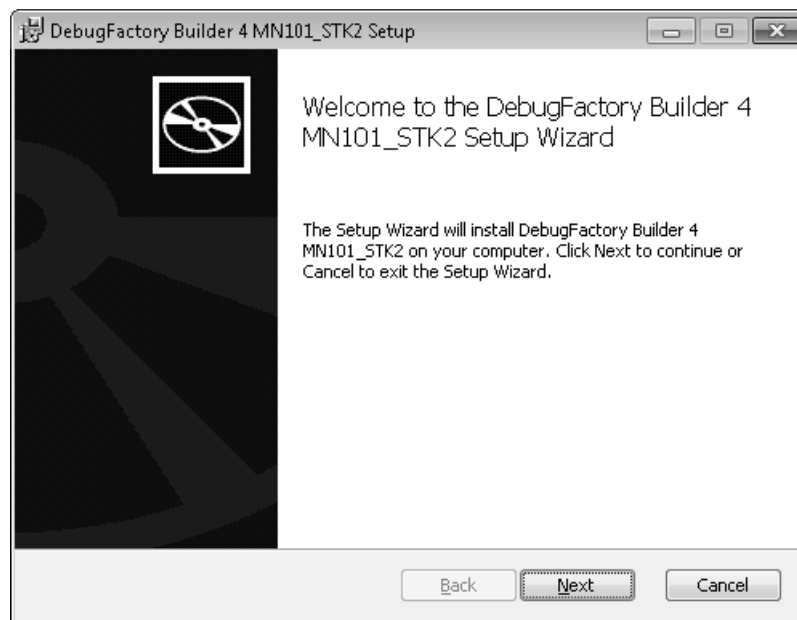 DebugFactory Builder 4 MN101_STK2 Setup
Welcome to the DebugFactory Builder 4
MN101_STK2 Setup Wizard
The Setup Wizard will install DebugFactory Builder 4
MN101_STK2 on your computer. Click Next to continue or
Cancel to exit the Setup Wizard.
Back
Next
Cancel